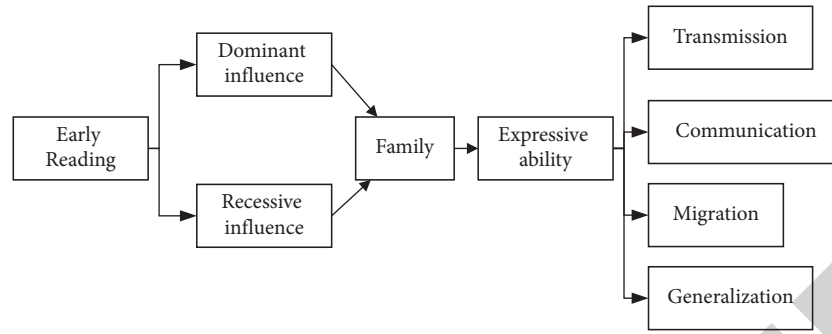 Early
Reading
Dominant
influence
Recessive
influence
Family
Expressive
ability
Transmission
Communication
Migration
Generalization